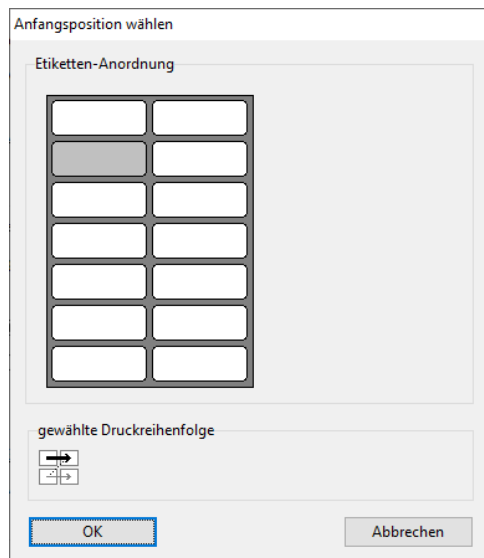 Anfangsposition wählen
Etiketten-Anordnung
gewählte Druckreihenfolge
OK
Abbrechen